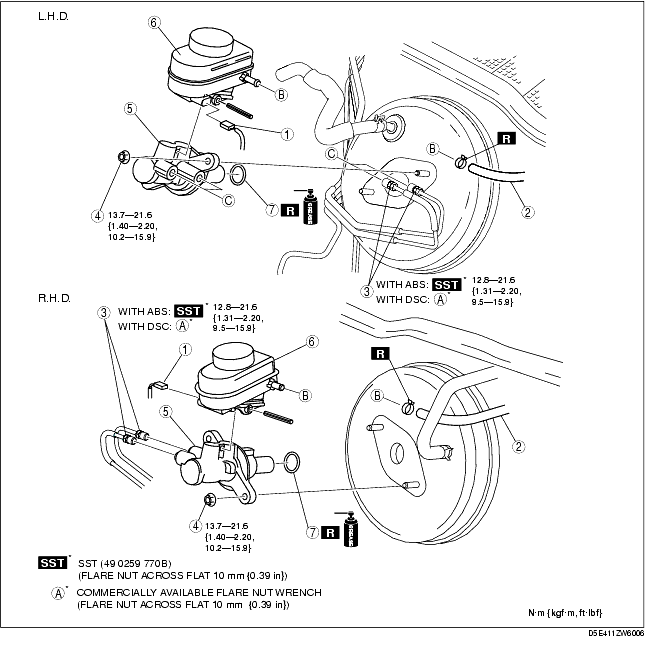 L.H.D.
6
B
1
5
C
4
13.7—21.6
{1.40—2.20,
10.2—15.9}
C
7
R
GREASE
B
R
2
3
WITH ABS: SST*
WITH DSC: A*
12.8—21.6
{1.31—2.20,
9.5—15.9}
R.H.D.
3
WITH ABS: SST*
WITH DSC: A*
12.8—21.6
{1.31—2.20,
9.5—15.9}
1
6
B
5
R
B
2
4
13.7—21.6
{1.40—2.20,
10.2—15.9}
7
R
GREASE
SST* SST (49 0259 770B)
(FLARE NUT ACROSS FLAT 10 mm {0.39 in})
A* COMMERCIALLY AVAILABLE FLARE NUT WRENCH
(FLARE NUT ACROSS FLAT 10 mm {0.39 in})
N·m {kgf·m, ft·lbf}
D5E411ZW6006